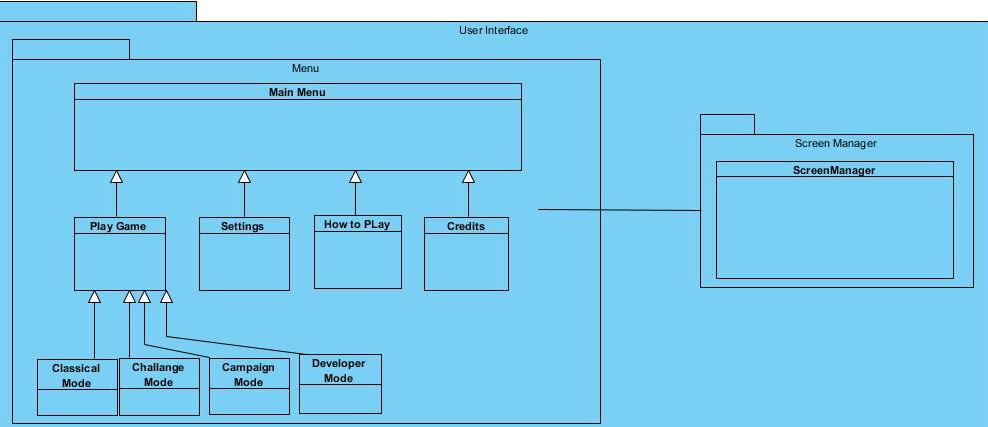 User Interface
Menu
Main Menu
Screen Manager
ScreenManager
Play Game
Settings
How to PLay
Credits
Classical
Mode
Challange
Mode
Campaign
Mode
Developer
Mode